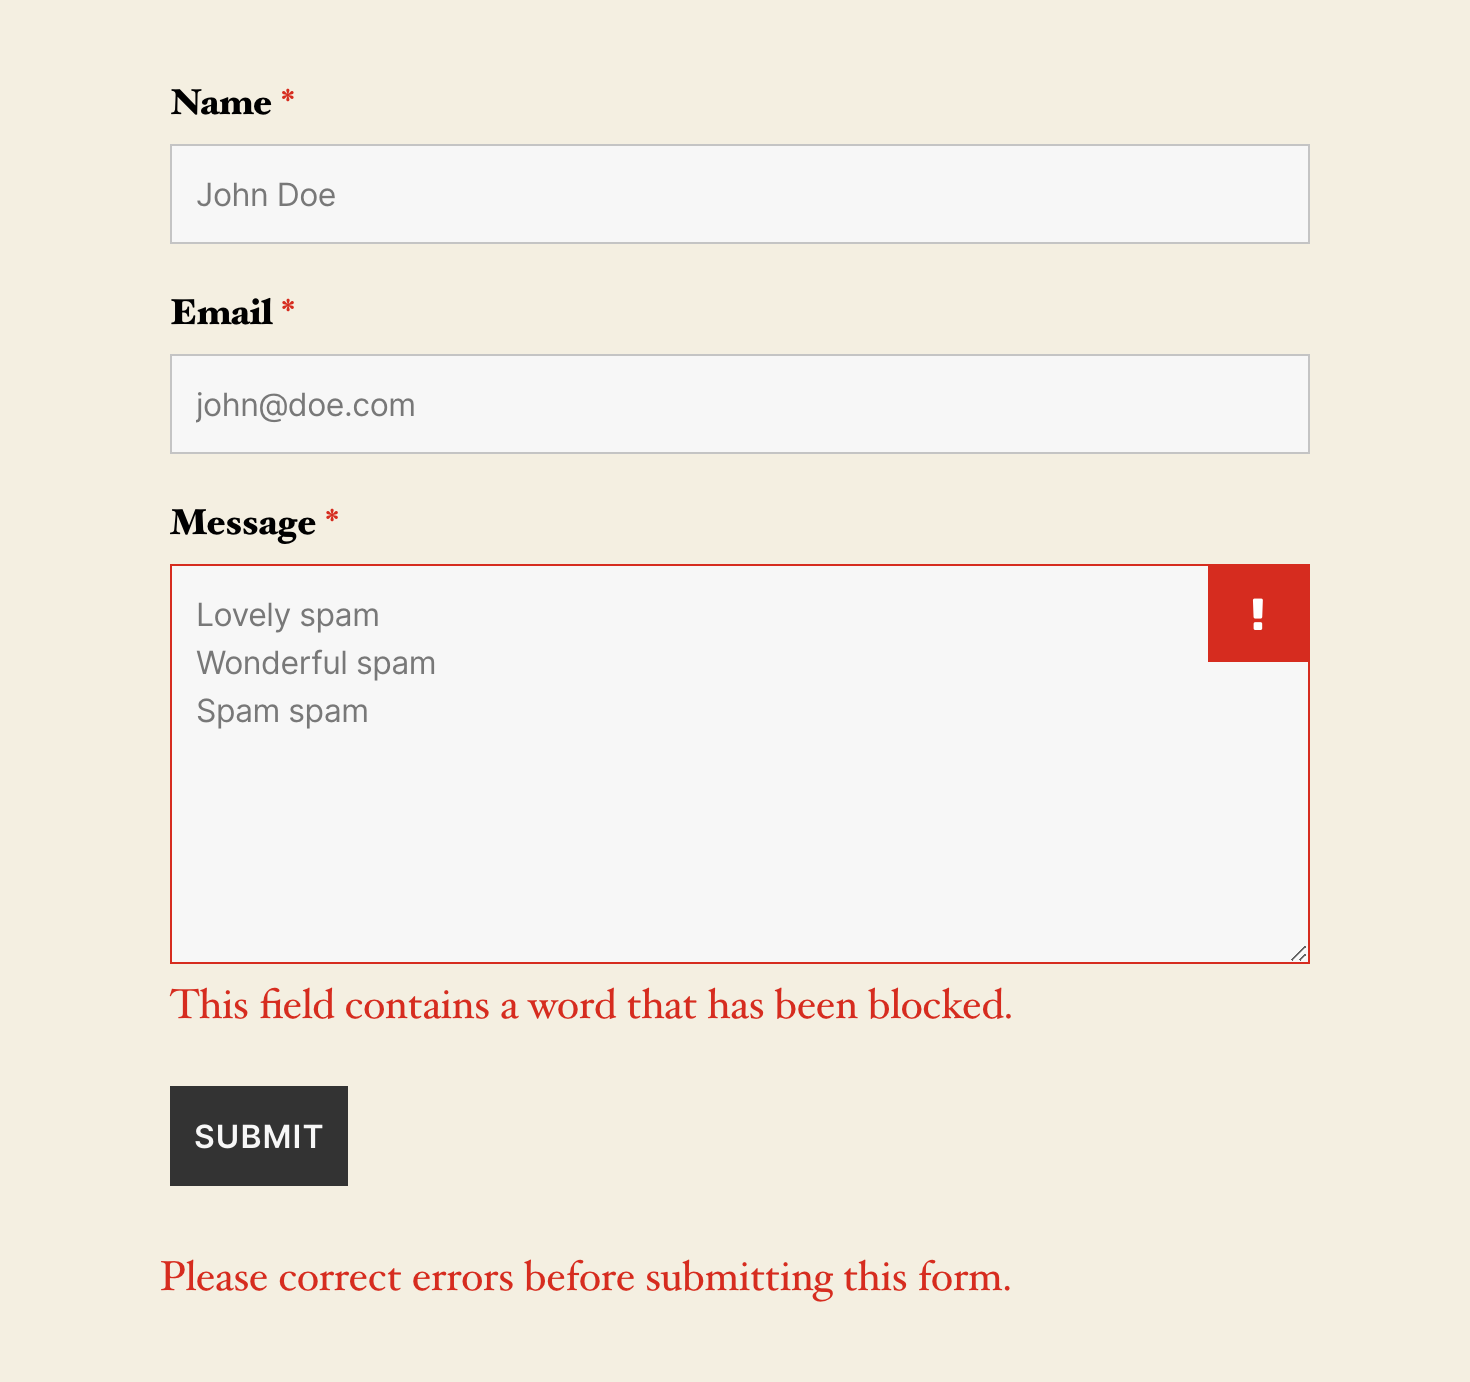 Name *
John Doe
Email *
john@doe.com
Message *
!
Lovely spam
Wonderful spam
Spam spam
This field contains a word that has been blocked.
SUBMIT
Please correct errors before submitting this form.